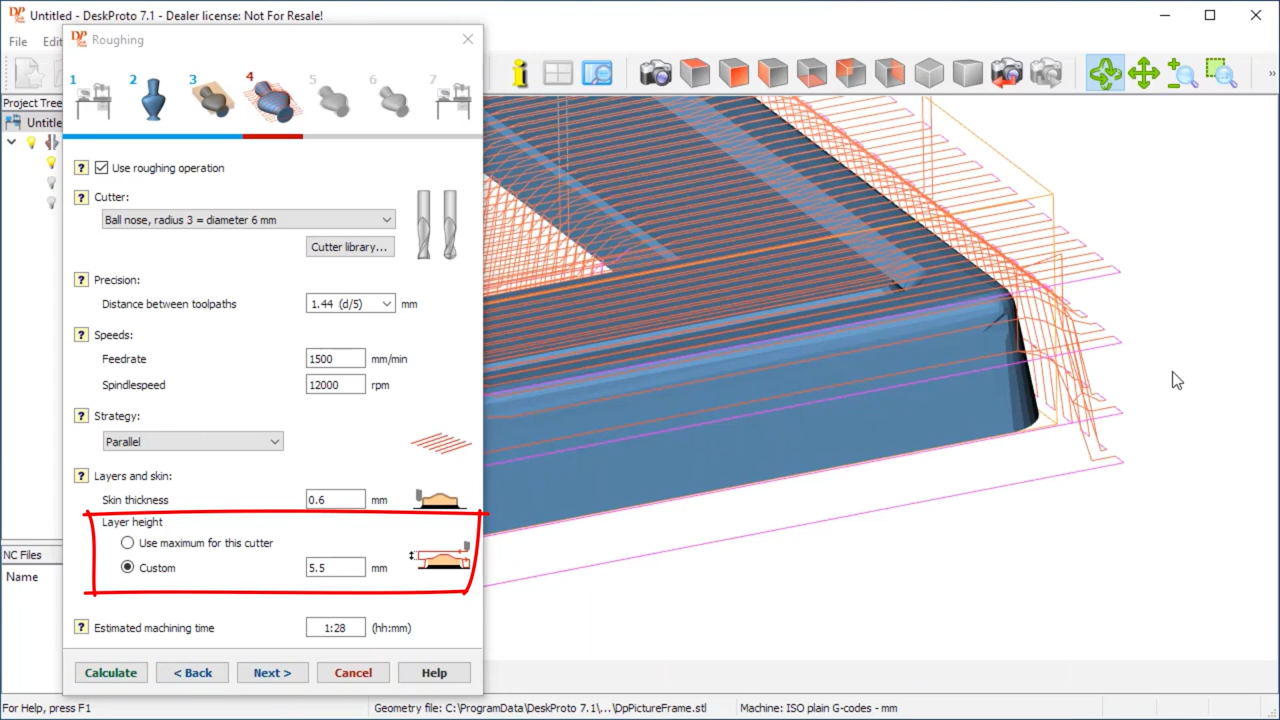 Untitled - DeskProto 7.1 - Dealer license: Not For Resale!
File Edit
Roughing
1 2 3 4 5 6 7
Project Tree
Untitle
? Use roughing operation
? Cutter:
Ball nose, radius 3 = diameter 6 mm
Cutter library...
? Precision:
Distance between toolpaths 1.44 (d/5) mm
? Speeds:
Feedrate 1500 mm/min
Spindlespeed 12000 rpm
? Strategy:
Parallel
? Layers and skin:
Skin thickness 0.6 mm
Layer height
Use maximum for this cutter
Custom 5.5 mm
? Estimated machining time 1:28 (hh:mm)
Calculate < Back Next > Cancel Help
NC Files
Name
For Help, press F1 Geometry file: C:\ProgramData\DeskProto 7.1\...\DpPictureFrame.stl Machine: ISO plain G-codes - mm